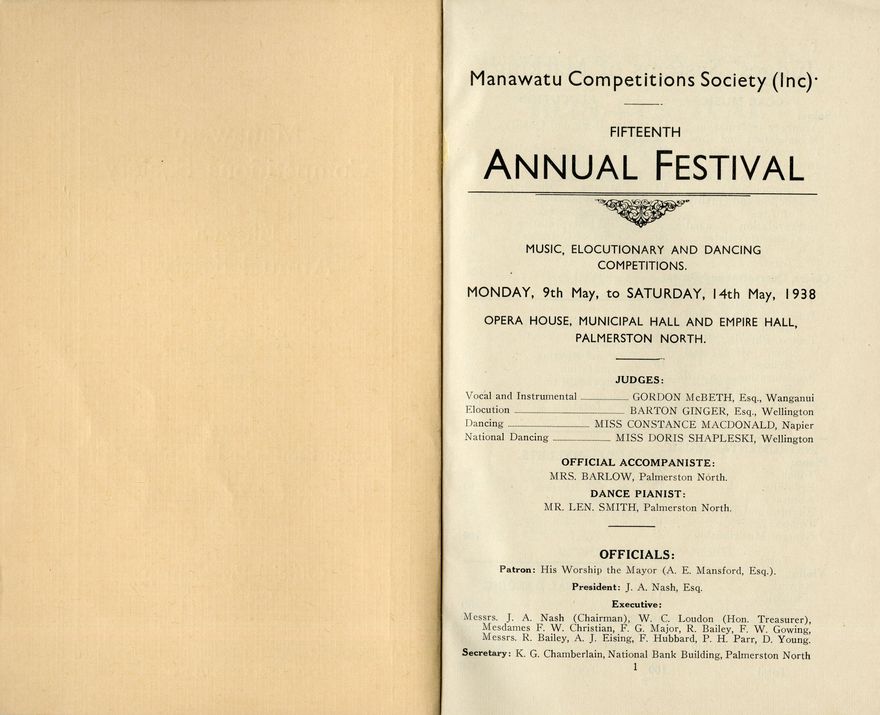 Manawatu Competitions Society (Inc).
FIFTEENTH
ANNUAL FESTIVAL
MUSIC, ELOCUTIONARY AND DANCING
COMPETITIONS.
MONDAY, 9th May, to SATURDAY, 14th May, 1938
OPERA HOUSE, MUNICIPAL HALL AND EMPIRE HALL,
PALMERSTON NORTH.
JUDGES:
Vocal and Instrumental ________ GORDON McBETH, Esq., Wanganui
Elocution ________ BARTON GINGER, Esq., Wellington
Dancing ________ MISS CONSTANCE MACDONALD, Napier
National Dancing ________ MISS DORIS SHAPLESKI, Wellington
OFFICIAL ACCOMPANISTE:
MRS. BARLOW, Palmerston North.
DANCE PIANIST:
MR. LEN. SMITH, Palmerston North.
OFFICIALS:
Patron: His Worship the Mayor (A. E. Mansford, Esq.).
President: J. A. Nash, Esq.
Executive:
Messrs. J. A. Nash (Chairman), W. C. Loudon (Hon. Treasurer),
Mesdames F. W. Christian, F. G. Major, R. Bailey, F. W. Gowing,
Messrs. R. Bailey, A. J. Eising, F. Hubbard, P. H. Parr, D. Young.
Secretary: K. G. Chamberlain, National Bank Building, Palmerston North
1